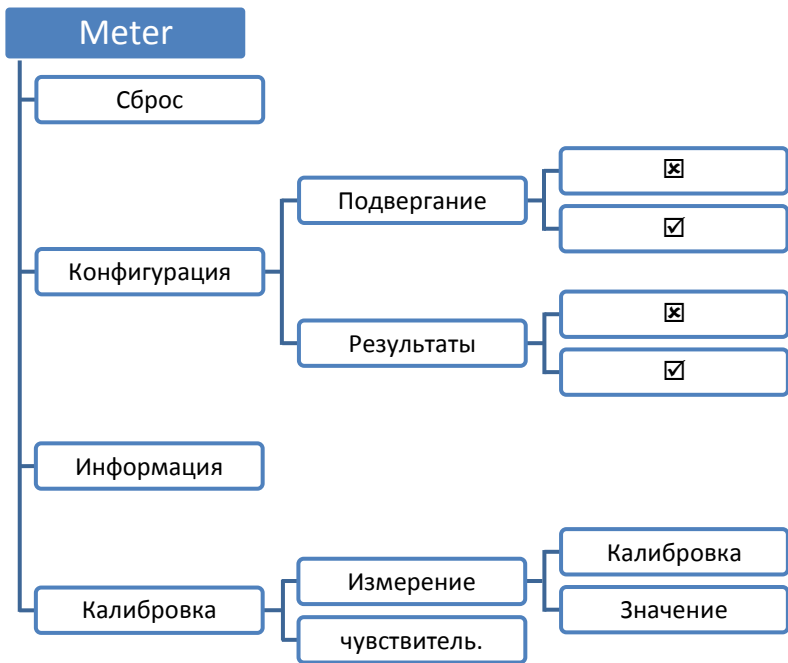 Meter
Сброс
Подвергание
☒
☑
Конфигурация
Результаты
☒
☑
Информация
Калибровка
Измерение
Калибровка
Значение
чувствитель.